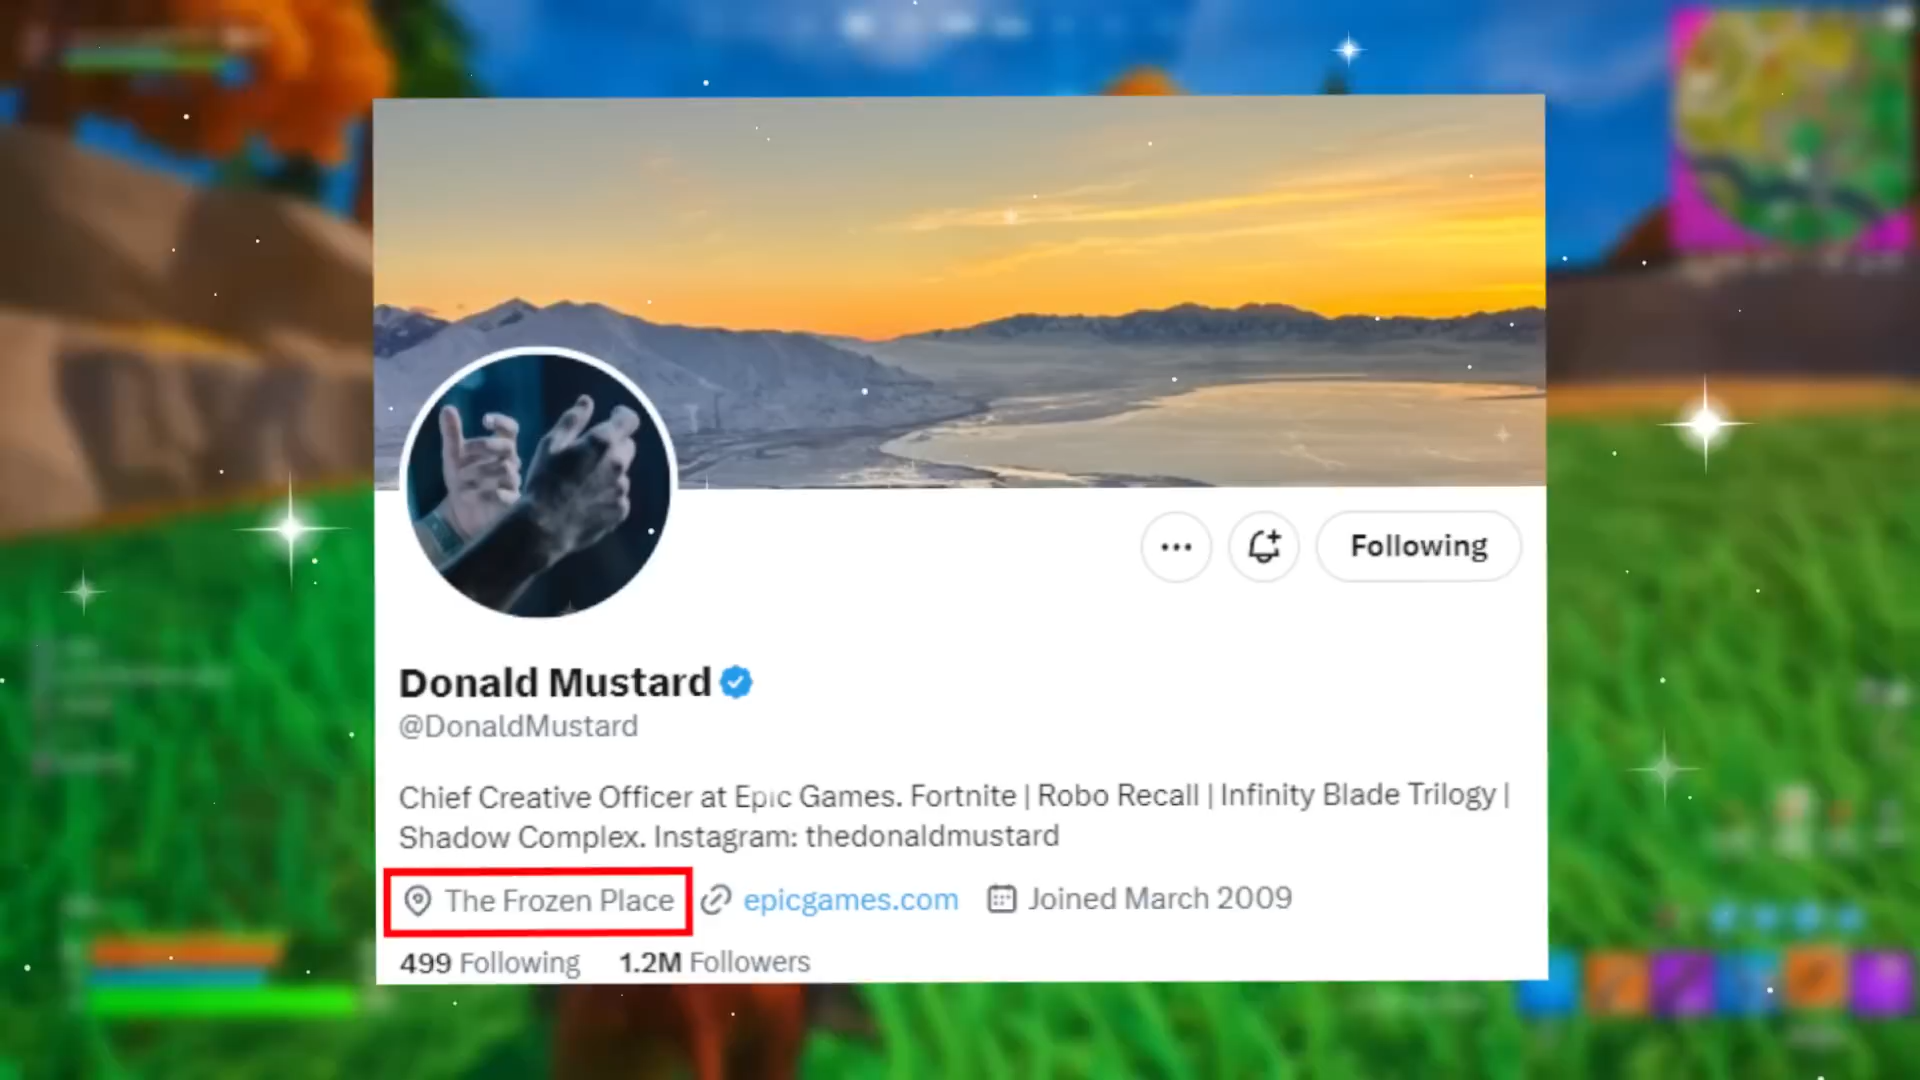 Following
Donald Mustard
@DonaldMustard
Chief Creative Officer at Epic Games. Fortnite | Robo Recall | Infinity Blade Trilogy |
Shadow Complex. Instagram: thedonaldmustard
The Frozen Place epicgames.com Joined March 2009
499 Following 1.2M Followers